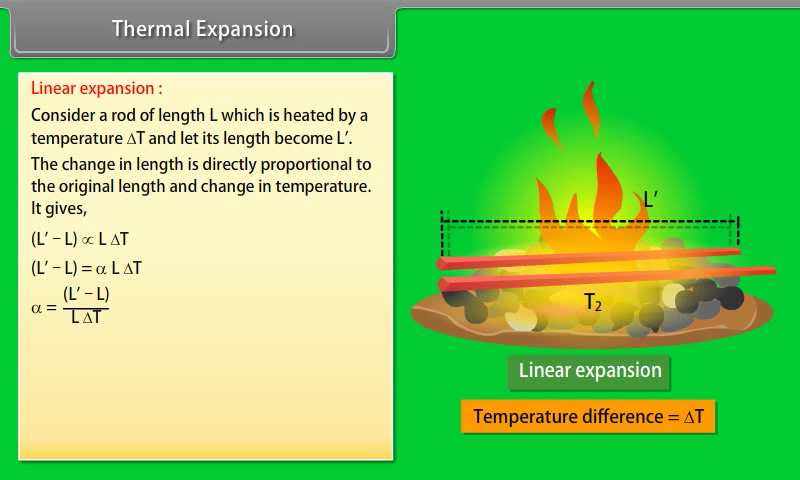 Thermal Expansion
Linear expansion :
Consider a rod of length L which is heated by a
temperature ΔT and let its length become L′.
The change in length is directly proportional to
the original length and change in temperature.
It gives,
(L′ − L) ∝ L ΔT
(L′ − L) = α L ΔT
α = (L′ − L)
L ΔT
L′
T₂
Linear expansion
Temperature difference = ΔT